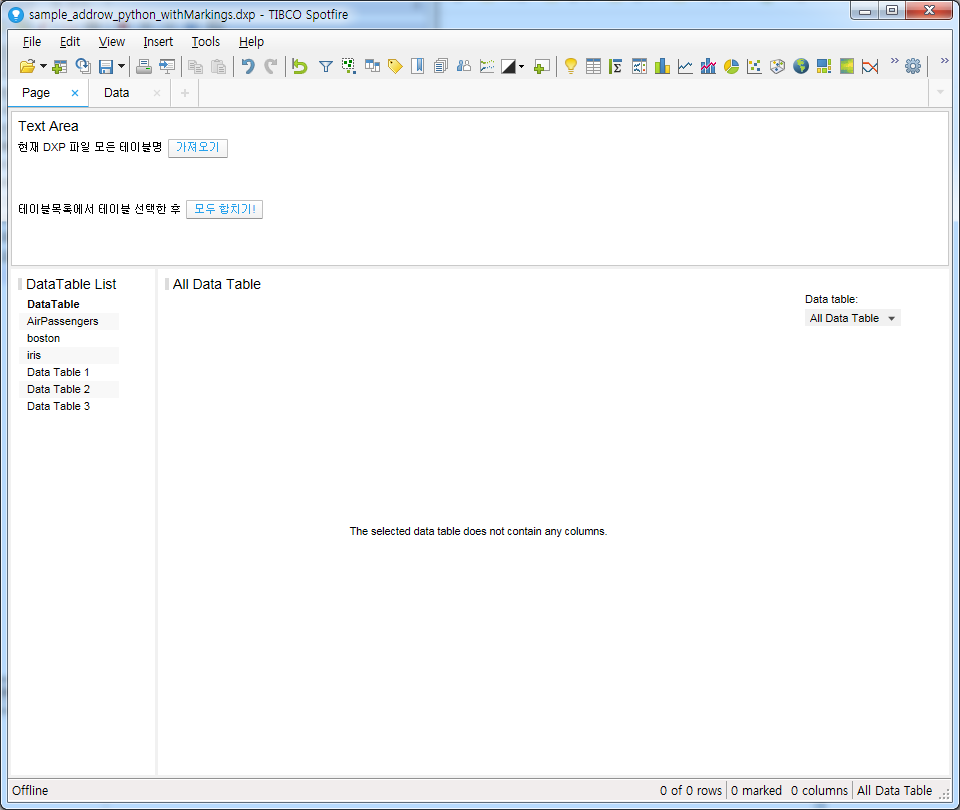 sample_addrow_python_withMarkings.dxp - TIBCO Spotfire
File Edit View Insert Tools Help
Page Data
Text Area
현재 DXP 파일 모든 테이블명 가져오기
테이블목록에서 테이블 선택한 후 모두 합치기!
DataTable List
DataTable
AirPassengers
boston
iris
Data Table 1
Data Table 2
Data Table 3
All Data Table
Data table:
All Data Table
The selected data table does not contain any columns.
Offline 0 of 0 rows 0 marked 0 columns All Data Table